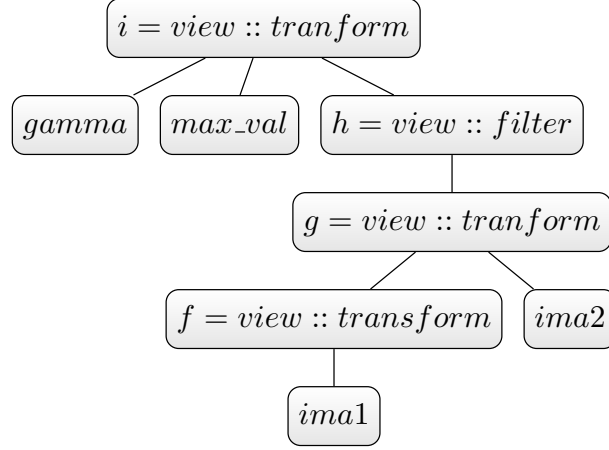 i = view :: tranform
gamma
max_val
h = view :: filter
g = view :: tranform
f = view :: transform
ima2
ima1